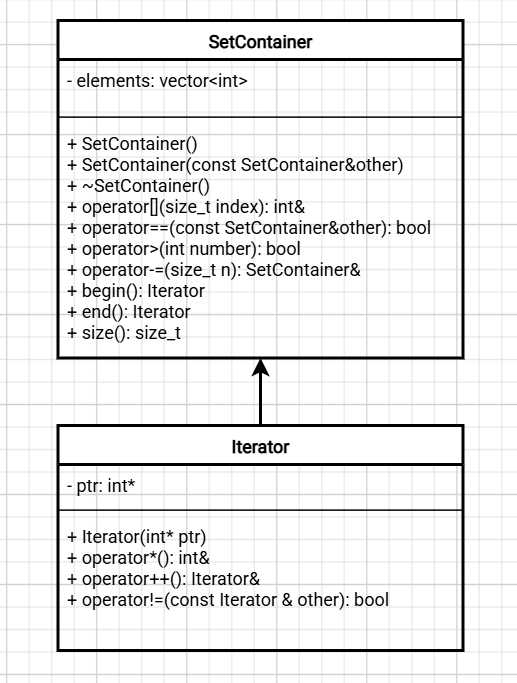 SetContainer
- elements: vector<int>
+ SetContainer()
+ SetContainer(const SetContainer&other)
+ ~SetContainer()
+ operator[](size_t index): int&
+ operator==(const SetContainer&other): bool
+ operator>(int number): bool
+ operator-=(size_t n): SetContainer&
+ begin(): Iterator
+ end(): Iterator
+ size(): size_t
Iterator
- ptr: int*
+ Iterator(int* ptr)
+ operator*(): int&
+ operator++(): Iterator&
+ operator!=(const Iterator & other): bool